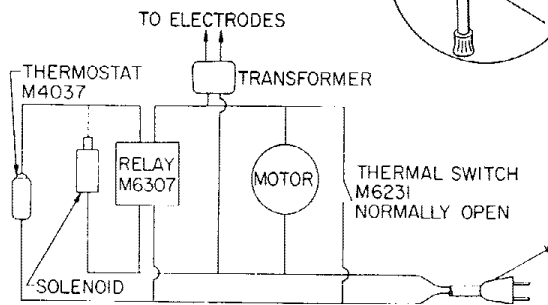 TO ELECTRODES
THERMOSTAT
M4037
TRANSFORMER
RELAY
M6307
MOTOR
THERMAL SWITCH
M6231
NORMALLY OPEN
SOLENOID